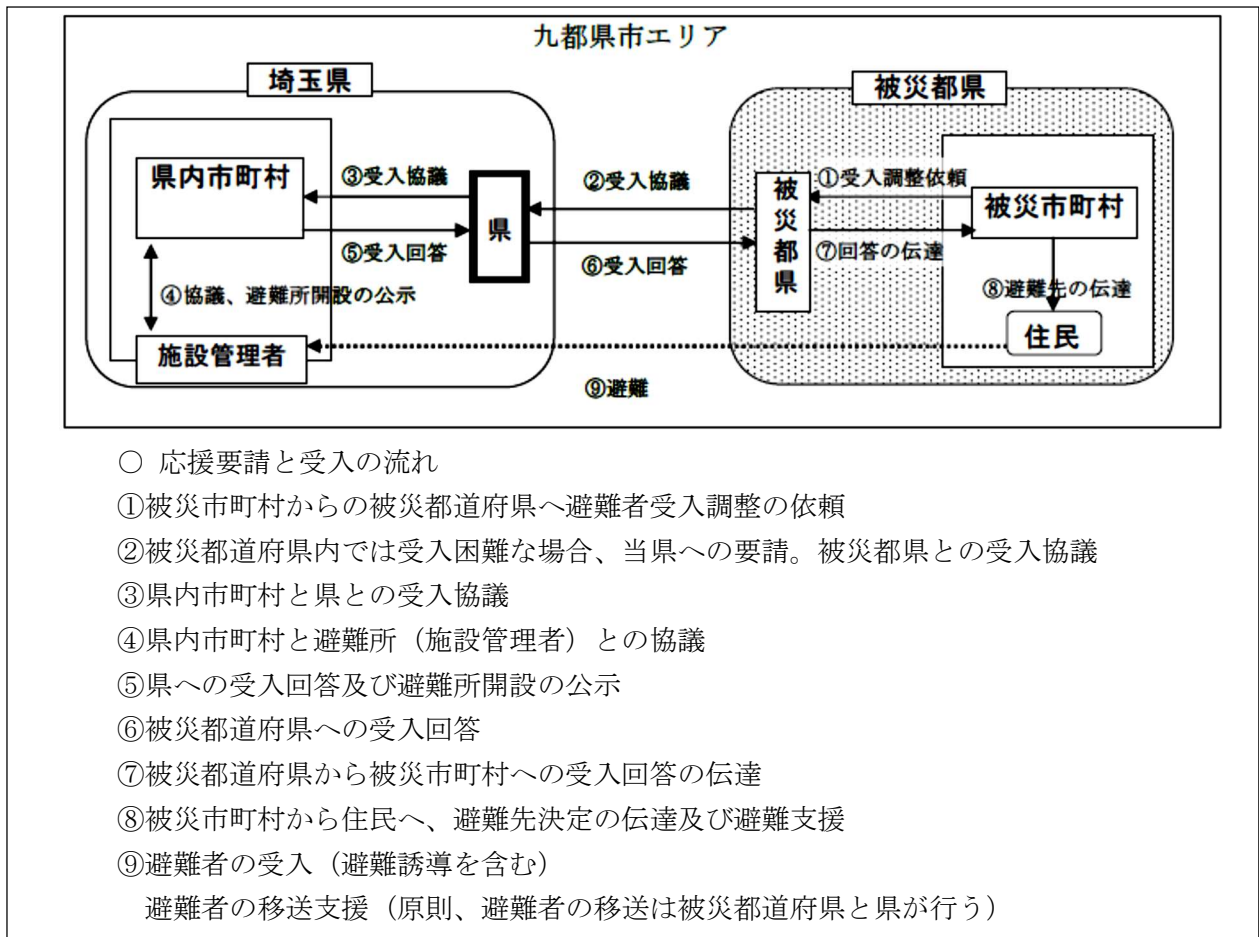 九都県市エリア
埼玉県
被災都県
県内市町村
③受入協議
②受入協議
①受入調整依頼
県
被災都県
被災市町村
⑤受入回答
⑥受入回答
⑦回答の伝達
④協議、避難所開設の公示
⑧避難先の伝達
施設管理者
住民
⑨避難
○ 応援要請と受入の流れ
①被災市町村からの被災都道府県へ避難者受入調整の依頼
②被災都道府県内では受入困難な場合、当県への要請。被災都県との受入協議
③県内市町村と県との受入協議
④県内市町村と避難所（施設管理者）との協議
⑤県への受入回答及び避難所開設の公示
⑥被災都道府県への受入回答
⑦被災都道府県から被災市町村への受入回答の伝達
⑧被災市町村から住民へ、避難先決定の伝達及び避難支援
⑨避難者の受入（避難誘導を含む）
避難者の移送支援（原則、避難者の移送は被災都道府県と県が行う）